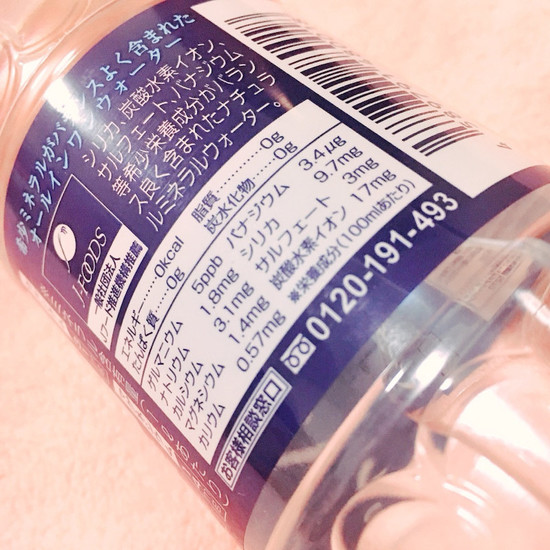 ミネラルがバランスよく含まれた
オールインワンウォーター
シリカ、炭酸水素イオン、
サルフェート、バナジウム
等希少栄養成分がバラン
ス良く含まれたナチュラ
ルミネラルウォーター。
J-FOODS
一般社団法人
Jフード推進機構推薦
エネルギー……0kcal 脂質…………0g
たんぱく質……0g 炭水化物……0g
ゲルマニウム 5ppb バナジウム 3.4μg
ナトリウム 1.8mg シリカ 9.7mg
カルシウム 3.1mg サルフェート 3mg
マグネシウム 1.4mg 炭酸水素イオン 17mg
カリウム 0.57mg ※栄養成分(100mlあたり)
お客様相談窓口 0120-191-493